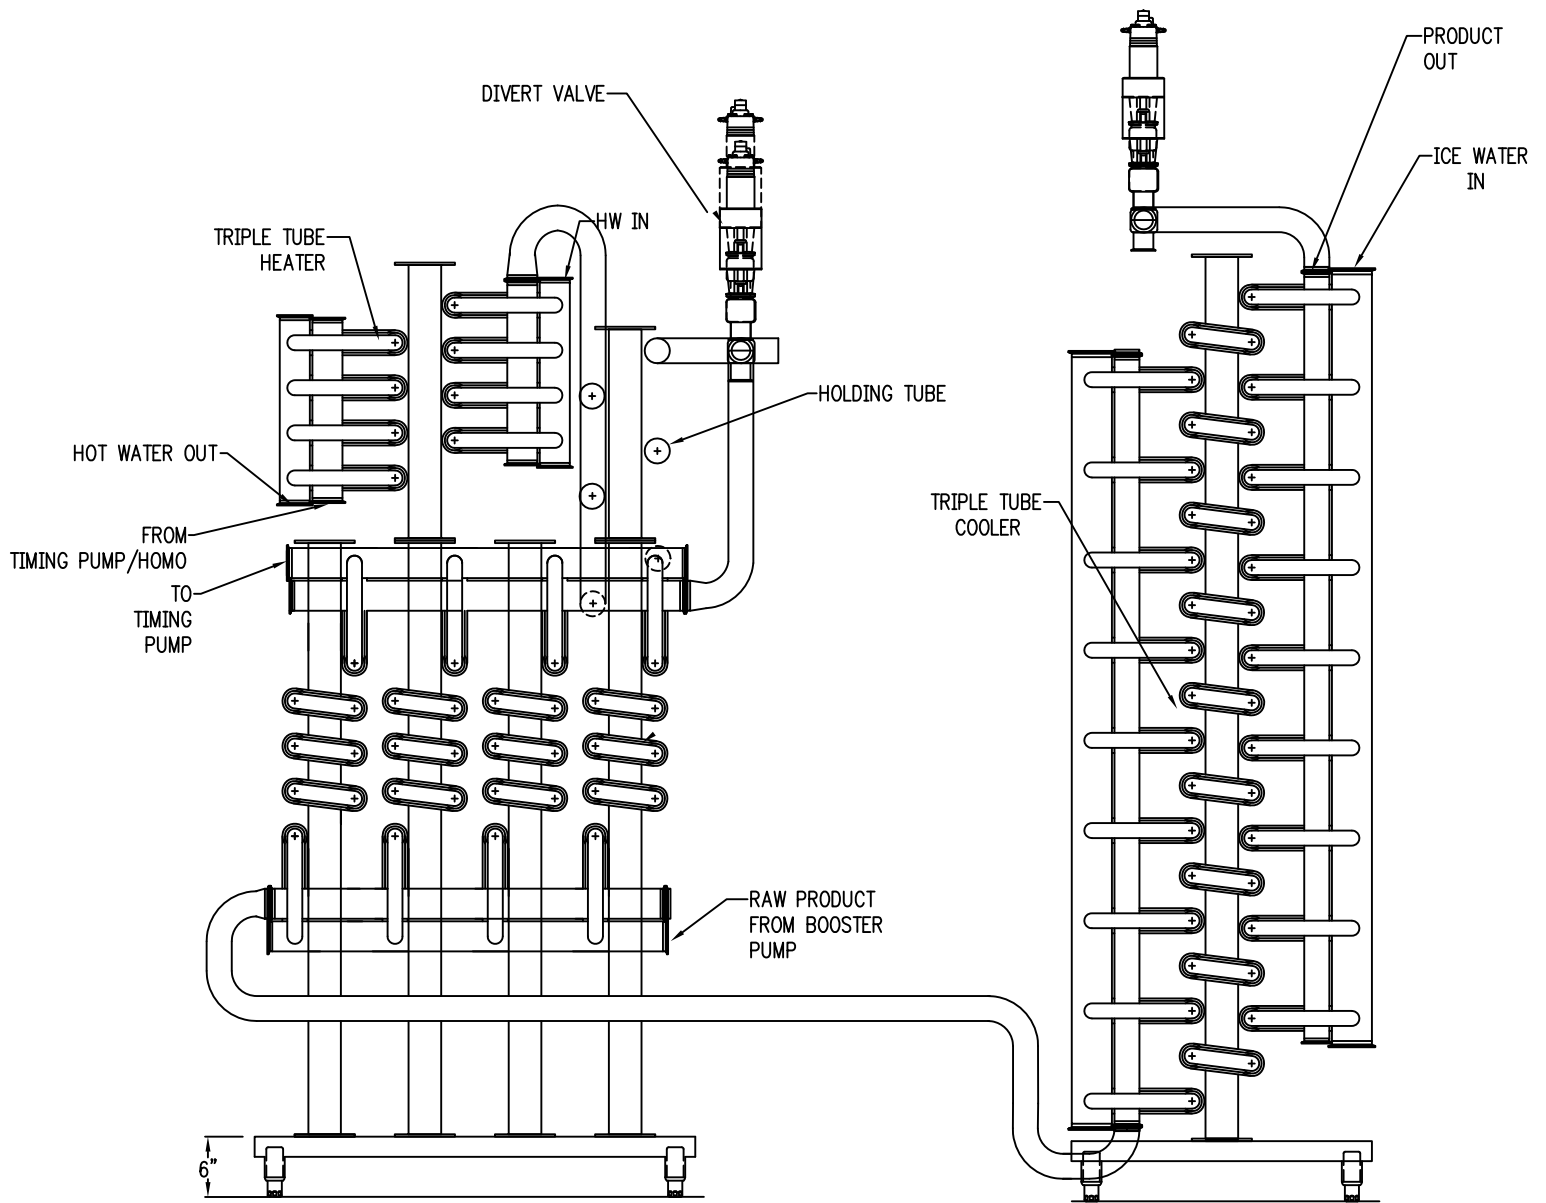 PRODUCT
OUT
DIVERT VALVE
ICE WATER
IN
HW IN
TRIPLE TUBE
HEATER
HOLDING TUBE
HOT WATER OUT
TRIPLE TUBE
COOLER
FROM
TIMING PUMP/HOMO
TO
TIMING
PUMP
RAW PRODUCT
FROM BOOSTER
PUMP
6"